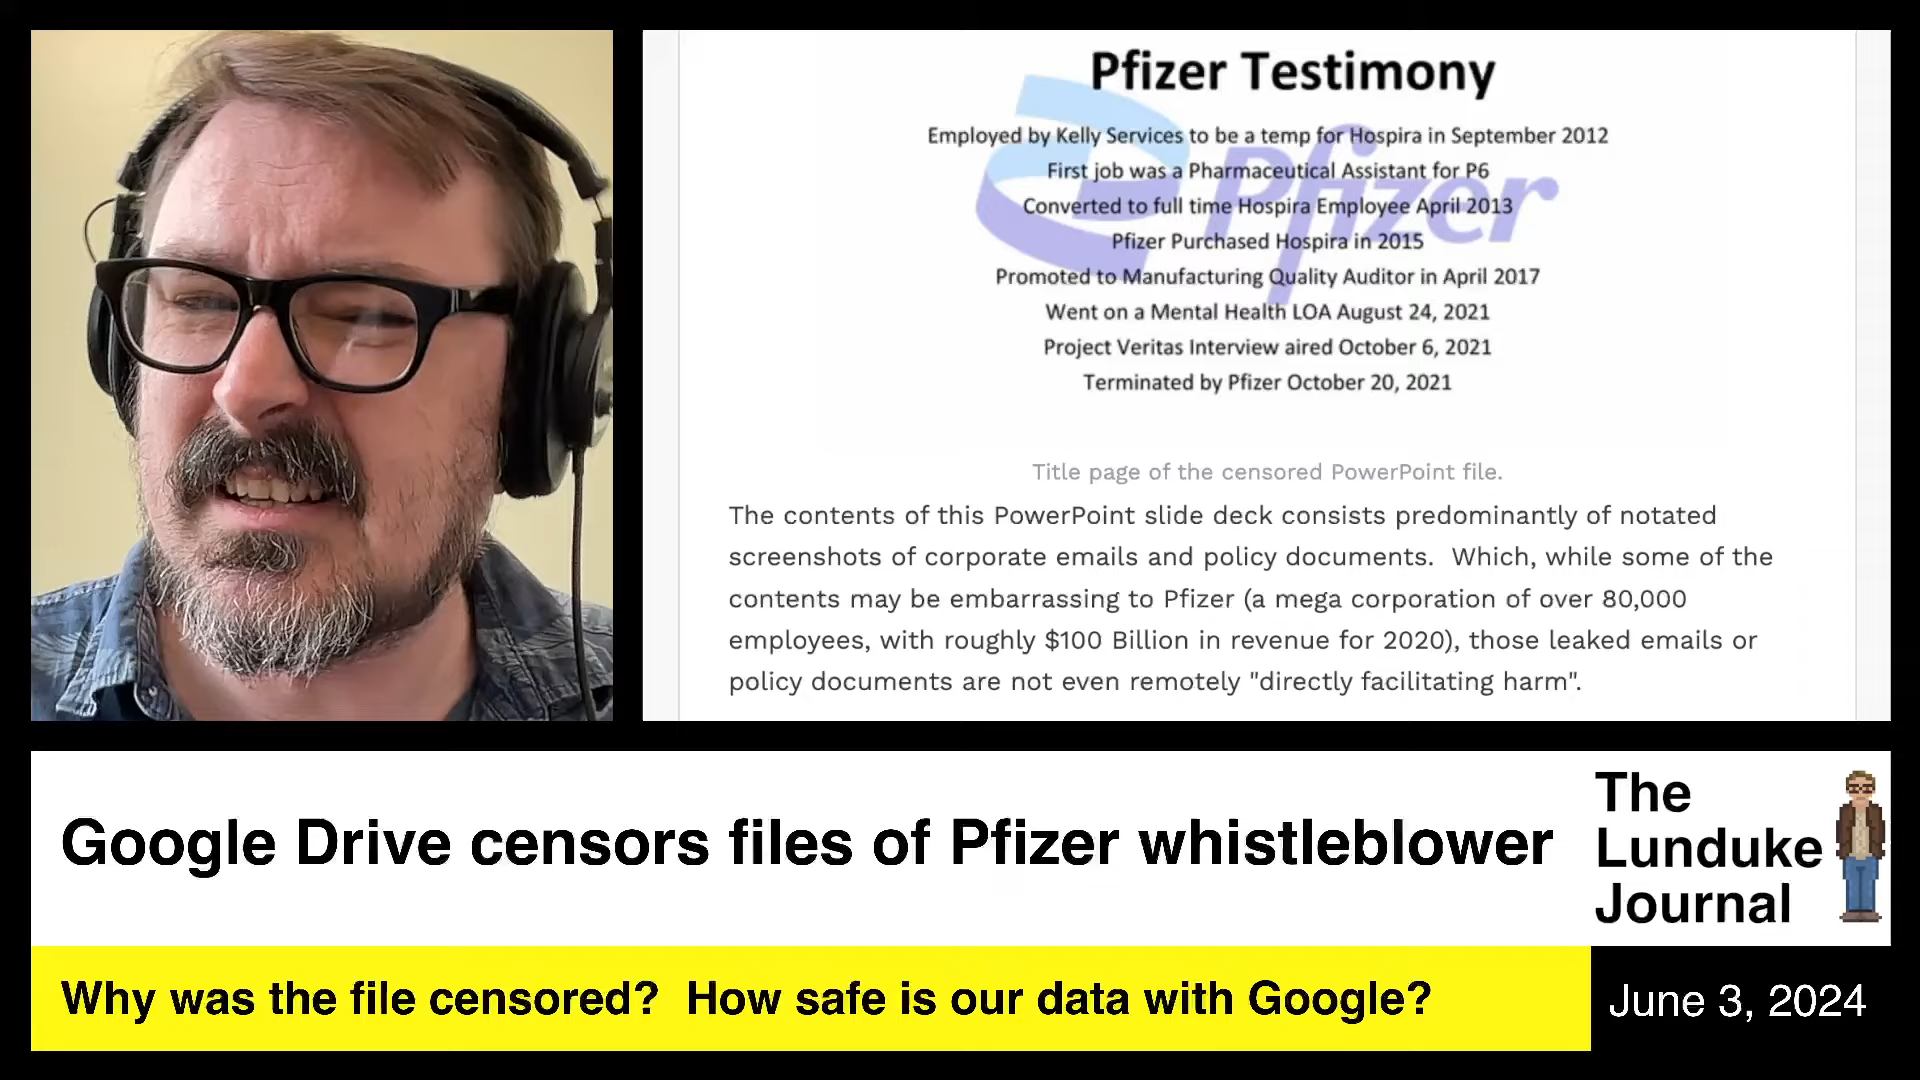 Pfizer Testimony
Pfizer
Employed by Kelly Services to be a temp for Hospira in September 2012
First job was a Pharmaceutical Assistant for P6
Converted to full time Hospira Employee April 2013
Pfizer Purchased Hospira in 2015
Promoted to Manufacturing Quality Auditor in April 2017
Went on a Mental Health LOA August 24, 2021
Project Veritas Interview aired October 6, 2021
Terminated by Pfizer October 20, 2021
Title page of the censored PowerPoint file.
The contents of this PowerPoint slide deck consists predominantly of notated
screenshots of corporate emails and policy documents.  Which, while some of the
contents may be embarrassing to Pfizer (a mega corporation of over 80,000
employees, with roughly $100 Billion in revenue for 2020), those leaked emails or
policy documents are not even remotely "directly facilitating harm".
Google Drive censors files of Pfizer whistleblower
The
Lunduke
Journal
Why was the file censored?  How safe is our data with Google?
June 3, 2024